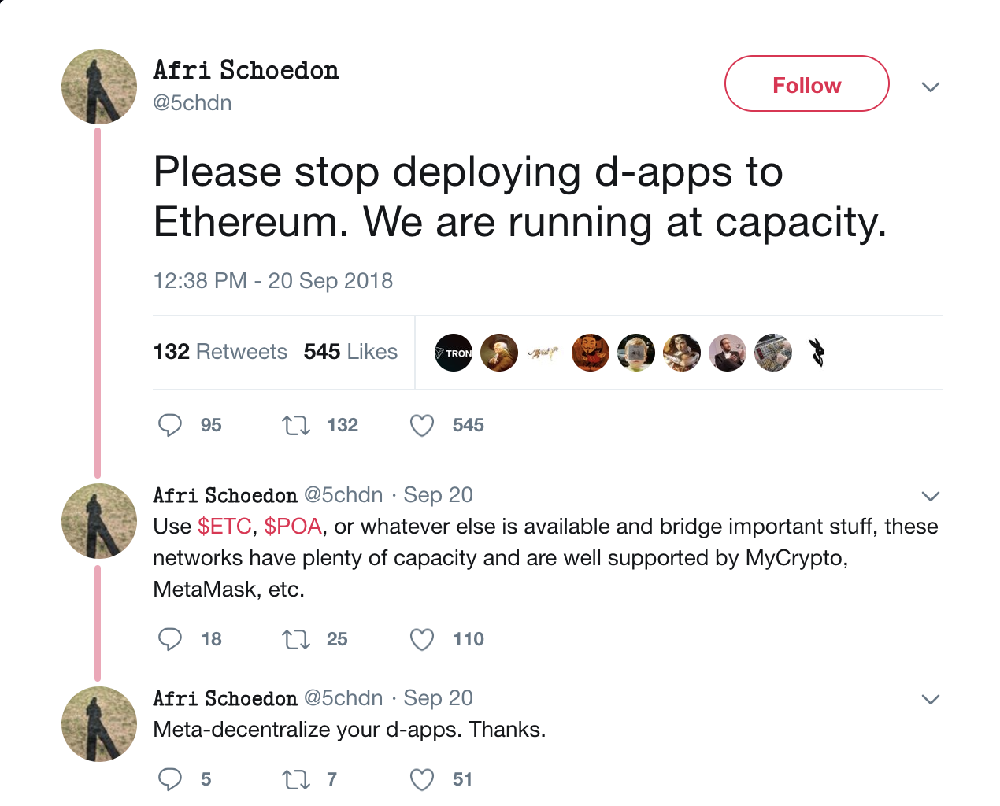 Afri Schoedon
@5chdn
Follow
Please stop deploying d-apps to
Ethereum. We are running at capacity.
12:38 PM - 20 Sep 2018
132 Retweets 545 Likes
TRON
95 132 545
Afri Schoedon @5chdn · Sep 20
Use $ETC, $POA, or whatever else is available and bridge important stuff, these
networks have plenty of capacity and are well supported by MyCrypto,
MetaMask, etc.
18 25 110
Afri Schoedon @5chdn · Sep 20
Meta-decentralize your d-apps. Thanks.
5 7 51